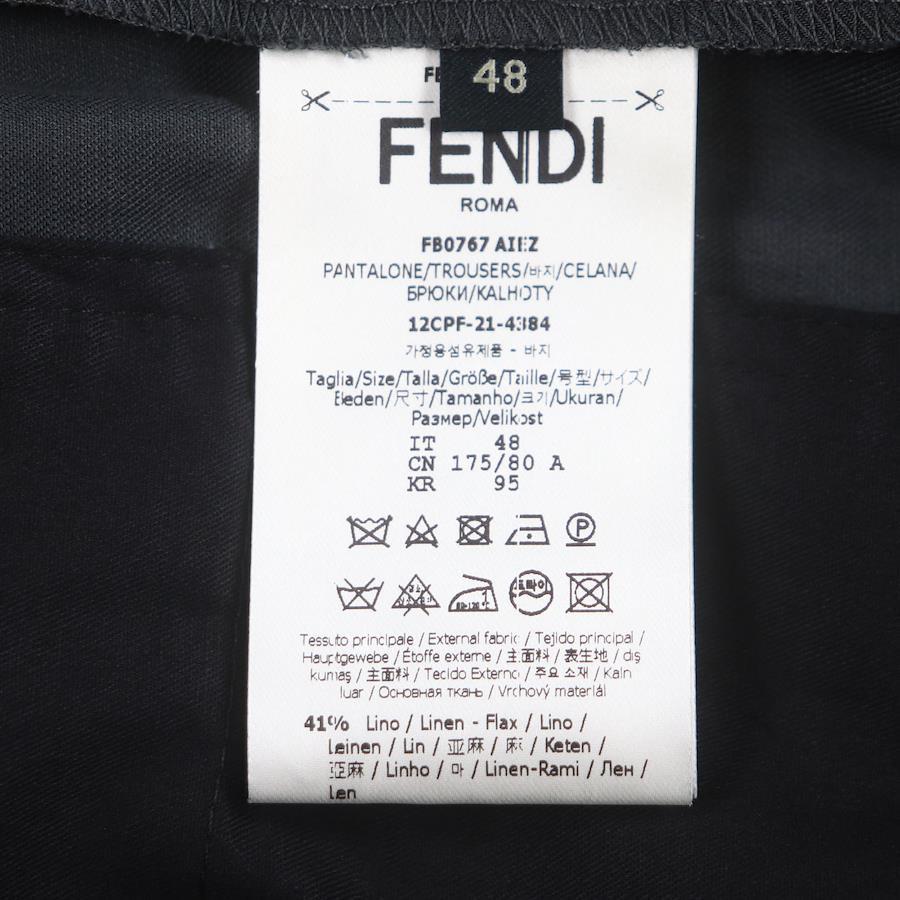 48
FENDI
ROMA
FB0767 AIEZ
PANTALONE/TROUSERS/바지/CELANA/
БРЮКИ/KALHOTY
12CPF-21-4384
가정용섬유제품 - 바지
Taglia/Size/Talla/Größe/Taille/号型/サイズ/
Beden/尺寸/Tamanho/크기/Ukuran/
Размер/Velikost
IT 48
CN 175/80 A
KR 95
P
Tessuto principale / External fabric / Tejido principal /
Hauptgewebe / Étoffe externe / 主面料 / 表生地 / diş
kumaş / 主面料 / Tecido Externo / 주요 소재 / Kain
luar / Основная ткань / Vrchový materiál
41% Lino / Linen - Flax / Lino /
Leinen / Lin / 亚麻 / 麻 / Keten /
亞麻 / Linho / 마 / Linen-Rami / Лен /
Len